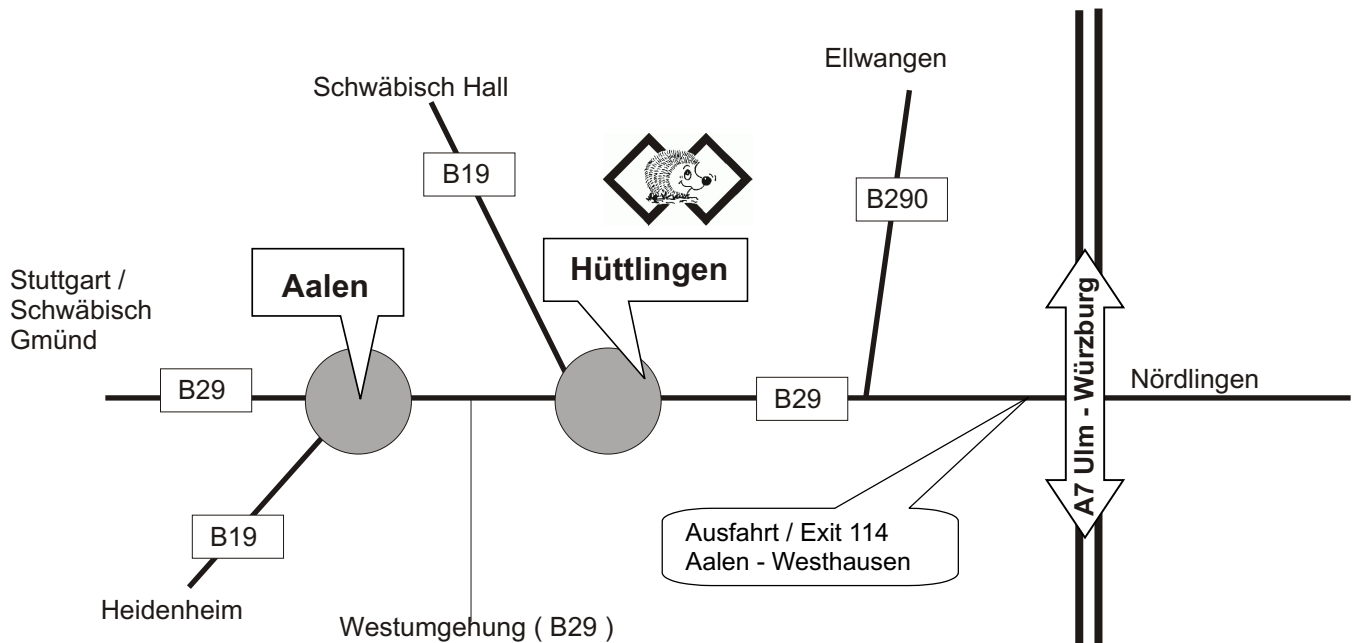 Ellwangen
Schwäbisch Hall
B19
B290
Hüttlingen
Aalen
Stuttgart /
Schwäbisch
Gmünd
B29
B29
Nördlingen
A7 Ulm - Würzburg
Ausfahrt / Exit 114
Aalen - Westhausen
B19
Heidenheim
Westumgehung ( B29 )